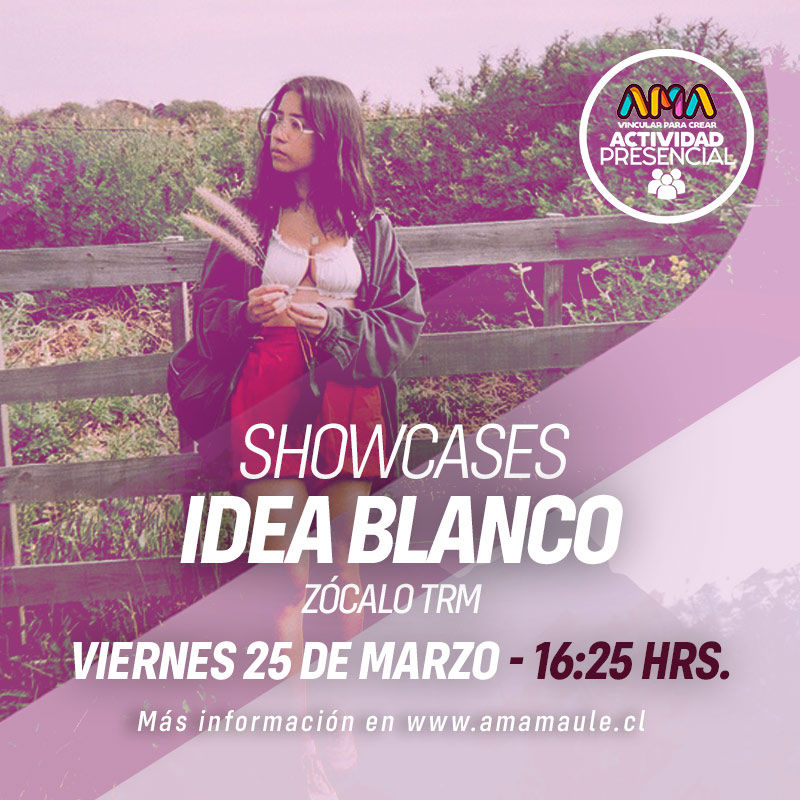 AMA
VINCULAR PARA CREAR
ACTIVIDAD
PRESENCIAL
SHOWCASES
IDEA BLANCO
ZÓCALO TRM
VIERNES 25 DE MARZO - 16:25 HRS.
Más información en www.amamaule.cl